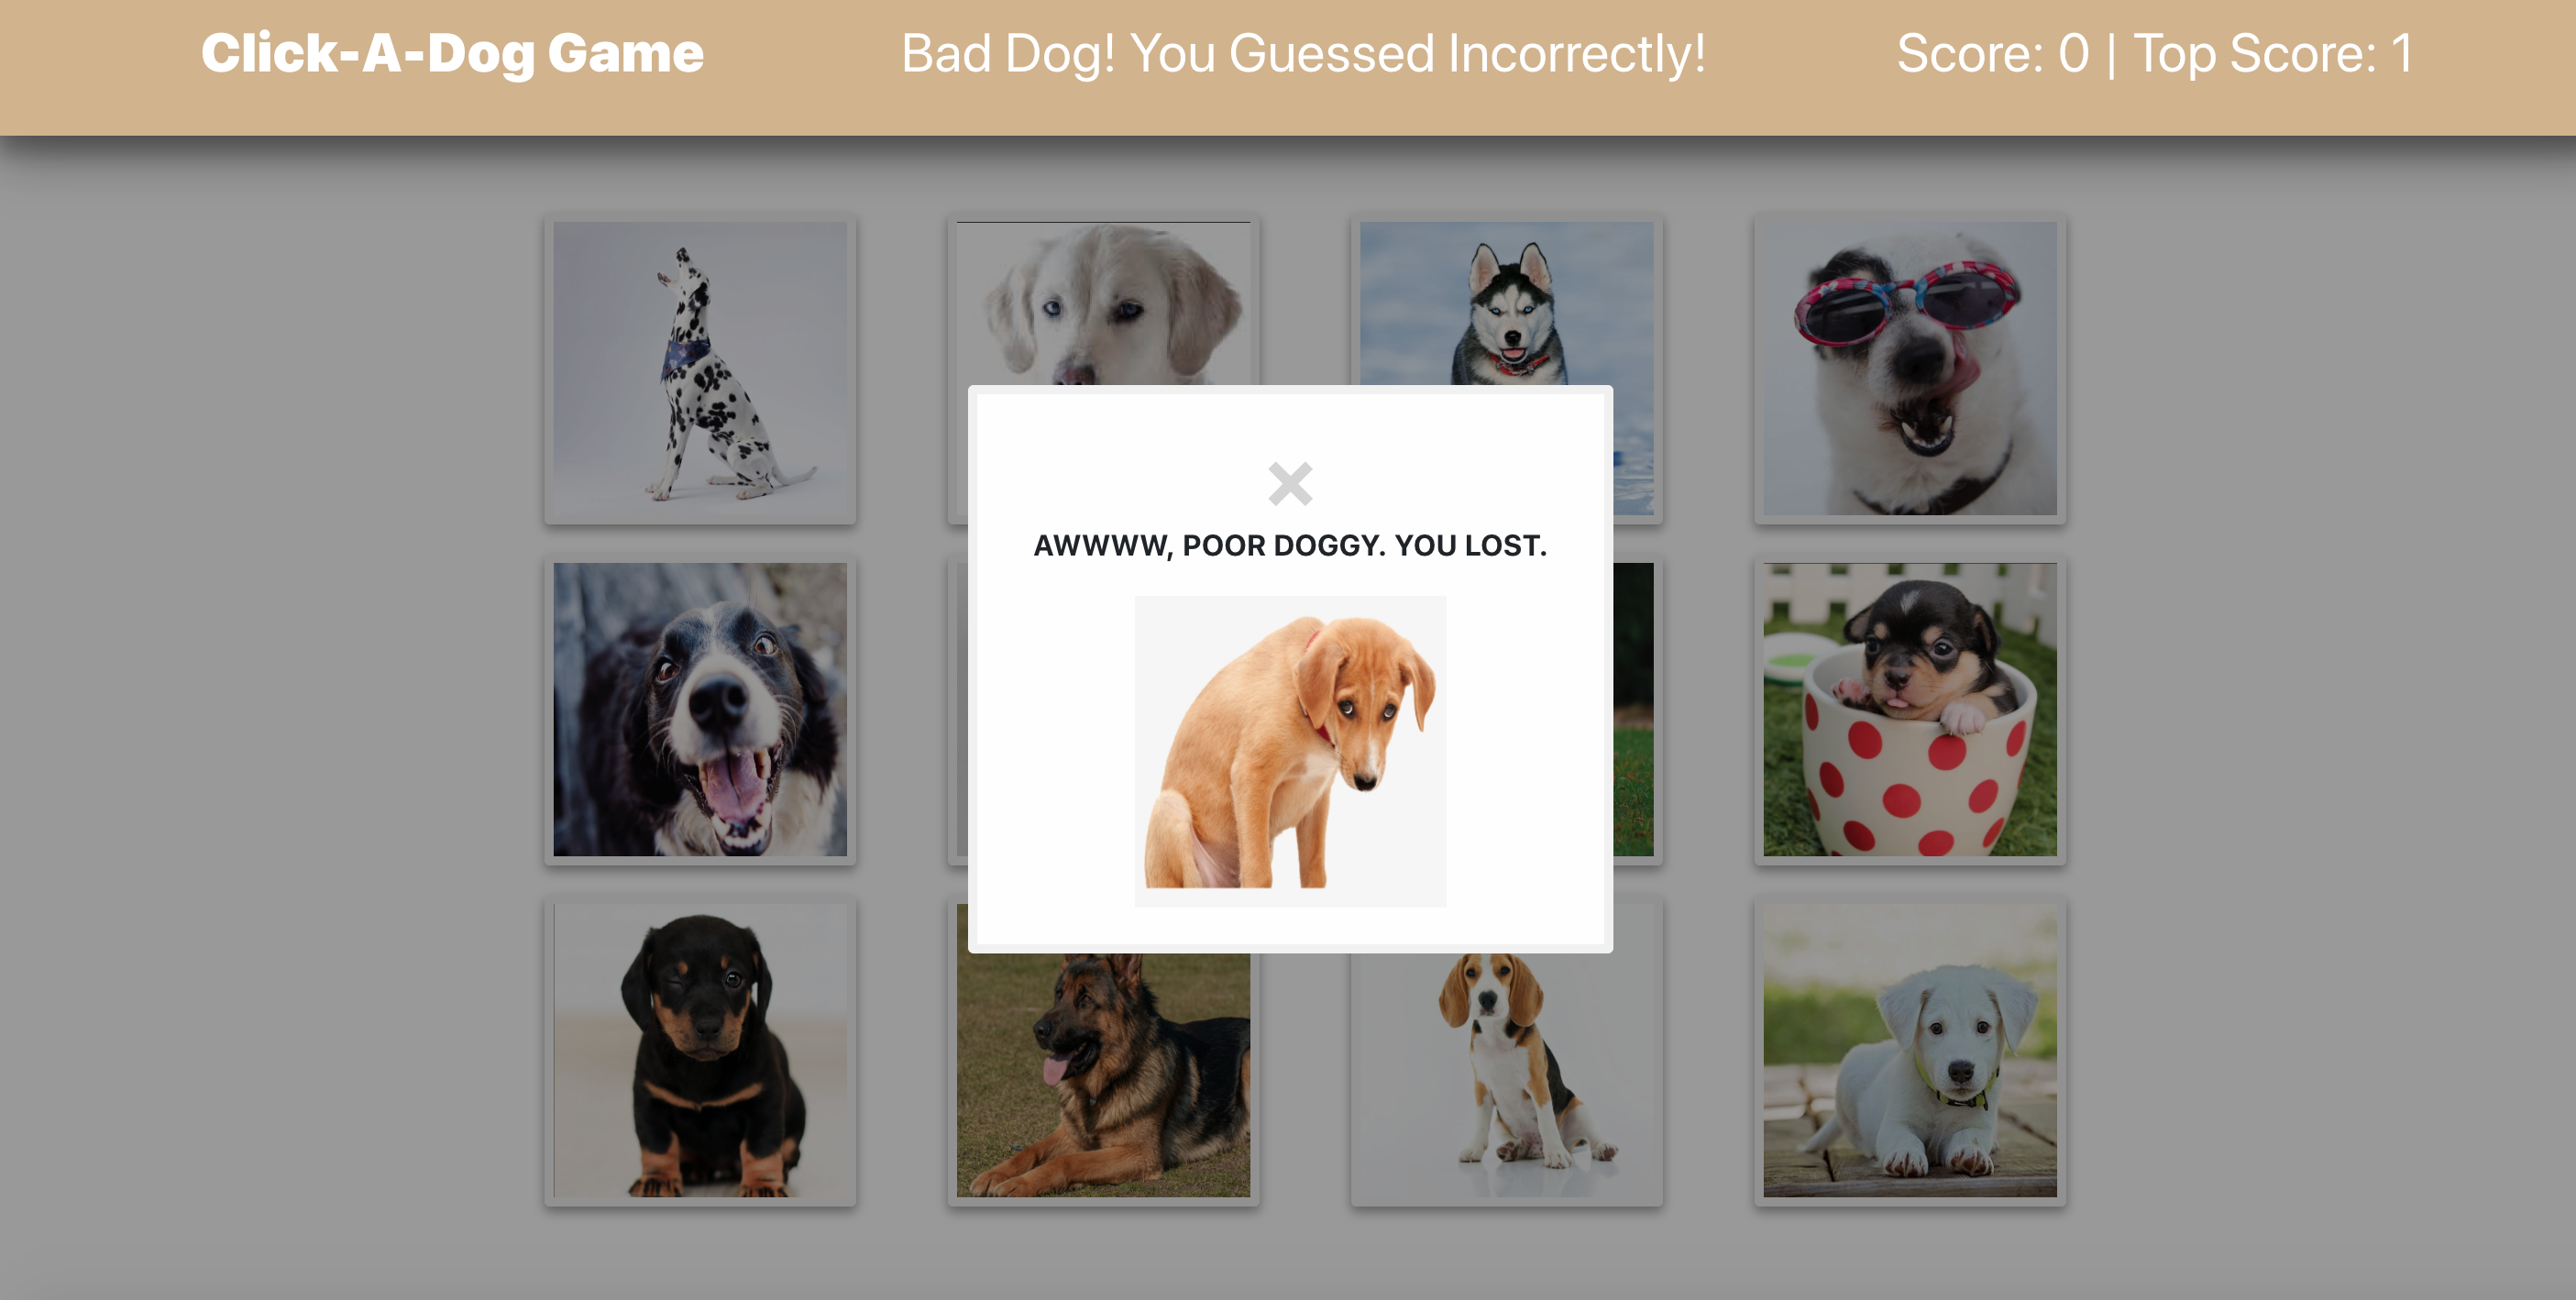 Click-A-Dog Game
Bad Dog! You Guessed Incorrectly!
Score: 0 | Top Score: 1
AWWWW, POOR DOGGY. YOU LOST.